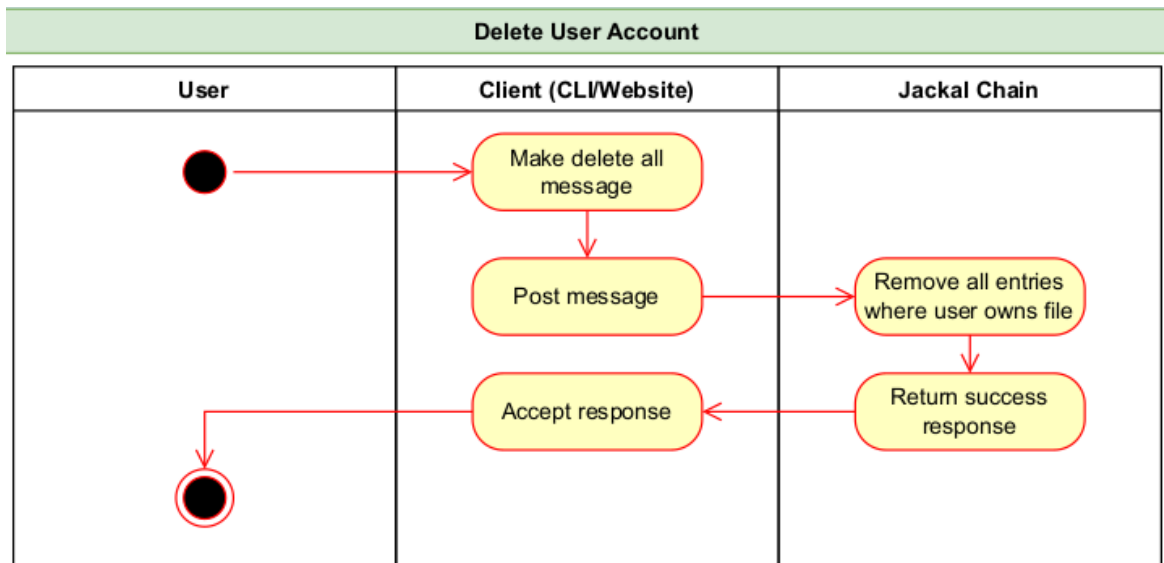 Delete User Account
User
Client (CLI/Website)
Jackal Chain
Make delete all
message
Post message
Remove all entries
where user owns file
Accept response
Return success
response